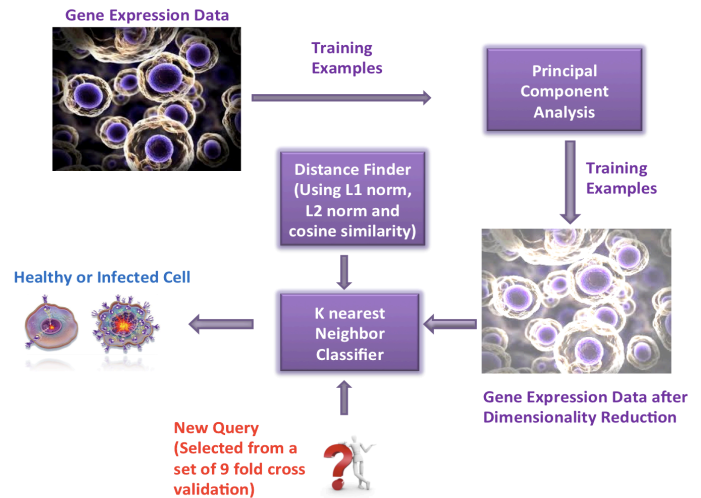 Gene Expression Data
Training
Examples
Principal
Component
Analysis
Training
Examples
Distance Finder
(Using L1 norm,
L2 norm and
cosine similarity)
Healthy or Infected Cell
K nearest
Neighbor
Classifier
Gene Expression Data after
Dimensionality Reduction
New Query
(Selected from a
set of 9 fold cross
validation)
?